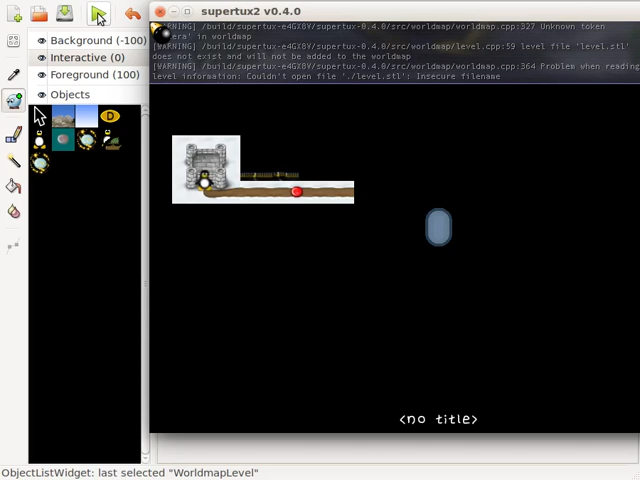 supertux2 v0.4.0
[WARNING] /build/supertux-e4GX8Y/supertux-0.4.0/src/worldmap/worldmap.cpp:327 Unknown token
in worldmap
[WARNING] /build/supertux-e4GX8Y/supertux-0.4.0/src/worldmap/level.cpp:59 level file 'level.stl'
does not exist and will not be added to the worldmap
[WARNING] /build/supertux-e4GX8Y/supertux-0.4.0/src/worldmap/worldmap.cpp:364 Problem when reading
level information: Couldn't open file './level.stl': Insecure filename
Background (-100)
Interactive (0)
Foreground (100)
Objects
D
<no title>
ObjectListWidget: last selected "WorldmapLevel"